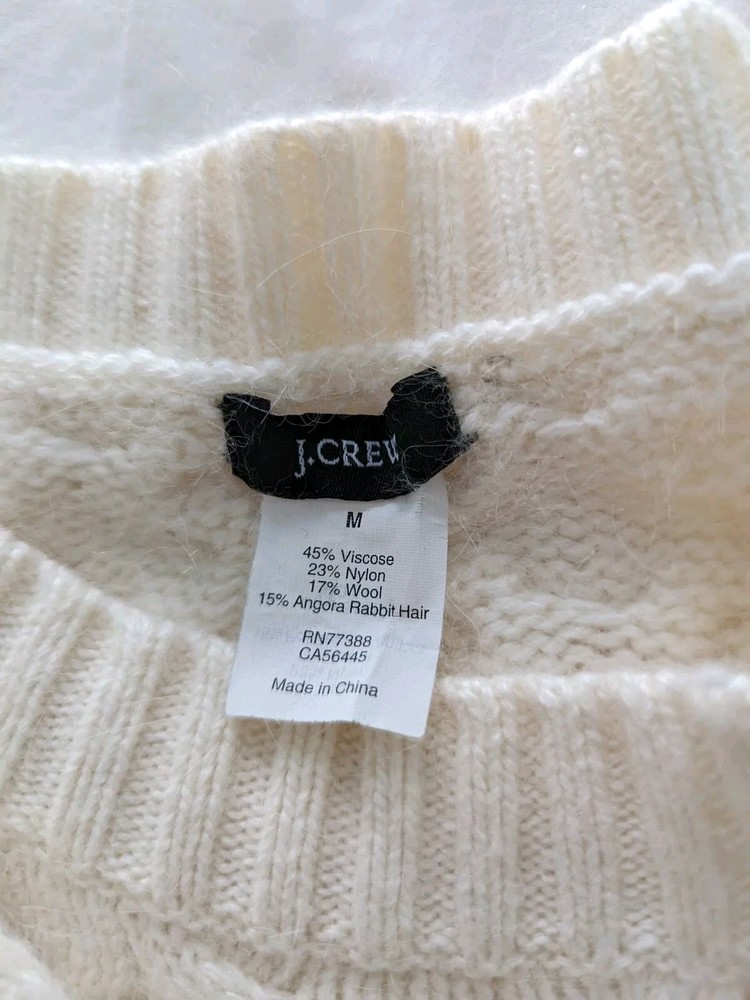 J.CREW
M
45% Viscose
23% Nylon
17% Wool
15% Angora Rabbit Hair
RN77388
CA56445
Made in China